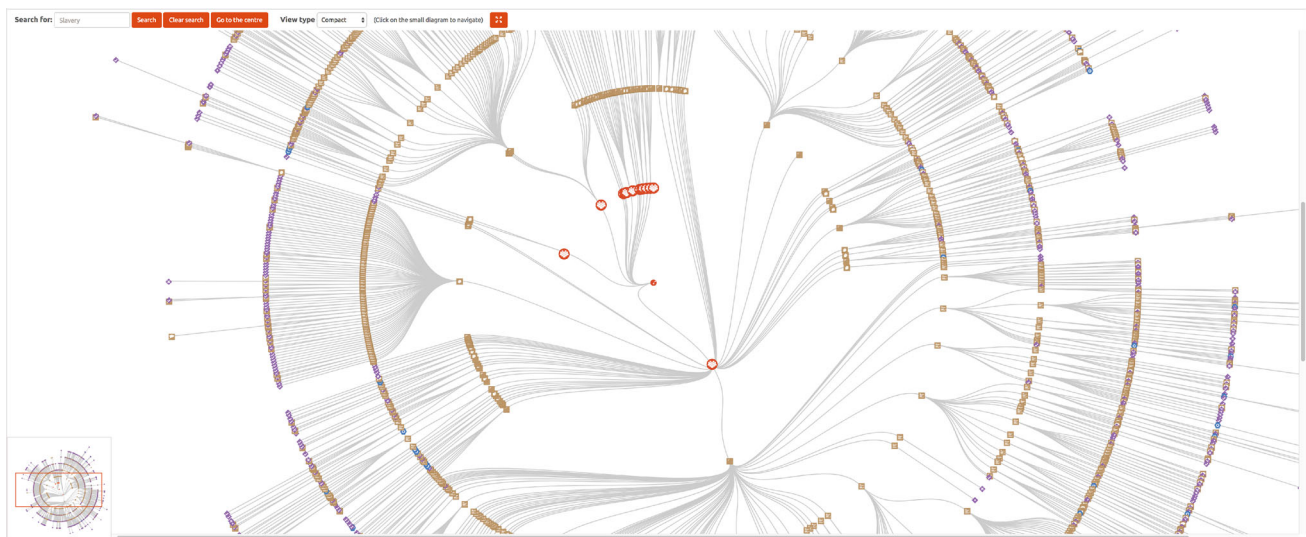 Search for: Slavery Search Clear search Go to the centre View type Compact (Click on the small diagram to navigate)